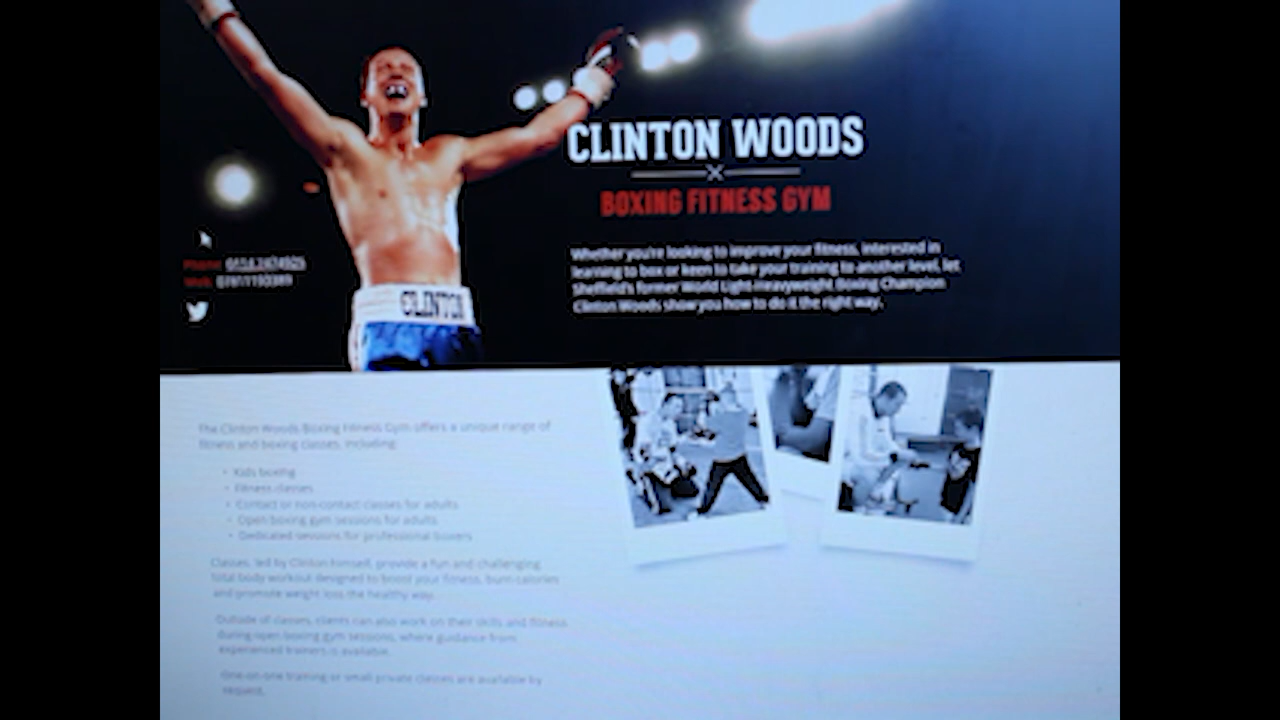 CLINTON WOODS
BOXING FITNESS GYM
Whether you're looking to improve your fitness, interested in
learning to box or keen to take your training to another level, let
Sheffield's former World Light-Heavyweight Boxing Champion
Clinton Woods show you how to do it the right way.
Phone:
CLINTON
The Clinton Woods Boxing Fitness Gym offers a unique range of
fitness and boxing classes, including:
• Kids boxing
• Fitness classes
• Contact or non-contact classes for adults
• Open boxing gym sessions for adults
• Dedicated sessions for professional boxers
Classes, led by Clinton himself, provide a fun and challenging
total body workout designed to boost your fitness, burn calories
and promote weight loss the healthy way.
Outside of classes, clients can also work on their skills and fitness
during open boxing gym sessions, where guidance from
experienced trainers is available.
One-on-one training or small private classes are available by
request.